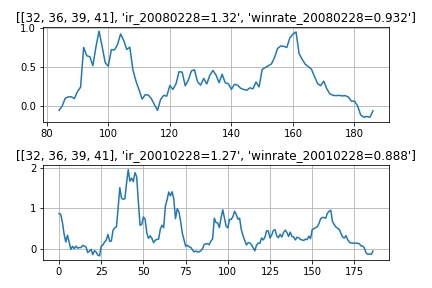 [[32, 36, 39, 41], 'ir_20080228=1.32', 'winrate_20080228=0.932']
1.0
0.5
0.0
80 100 120 140 160 180
[[32, 36, 39, 41], 'ir_20010228=1.27', 'winrate_20010228=0.888']
2
1
0
0 25 50 75 100 125 150 175